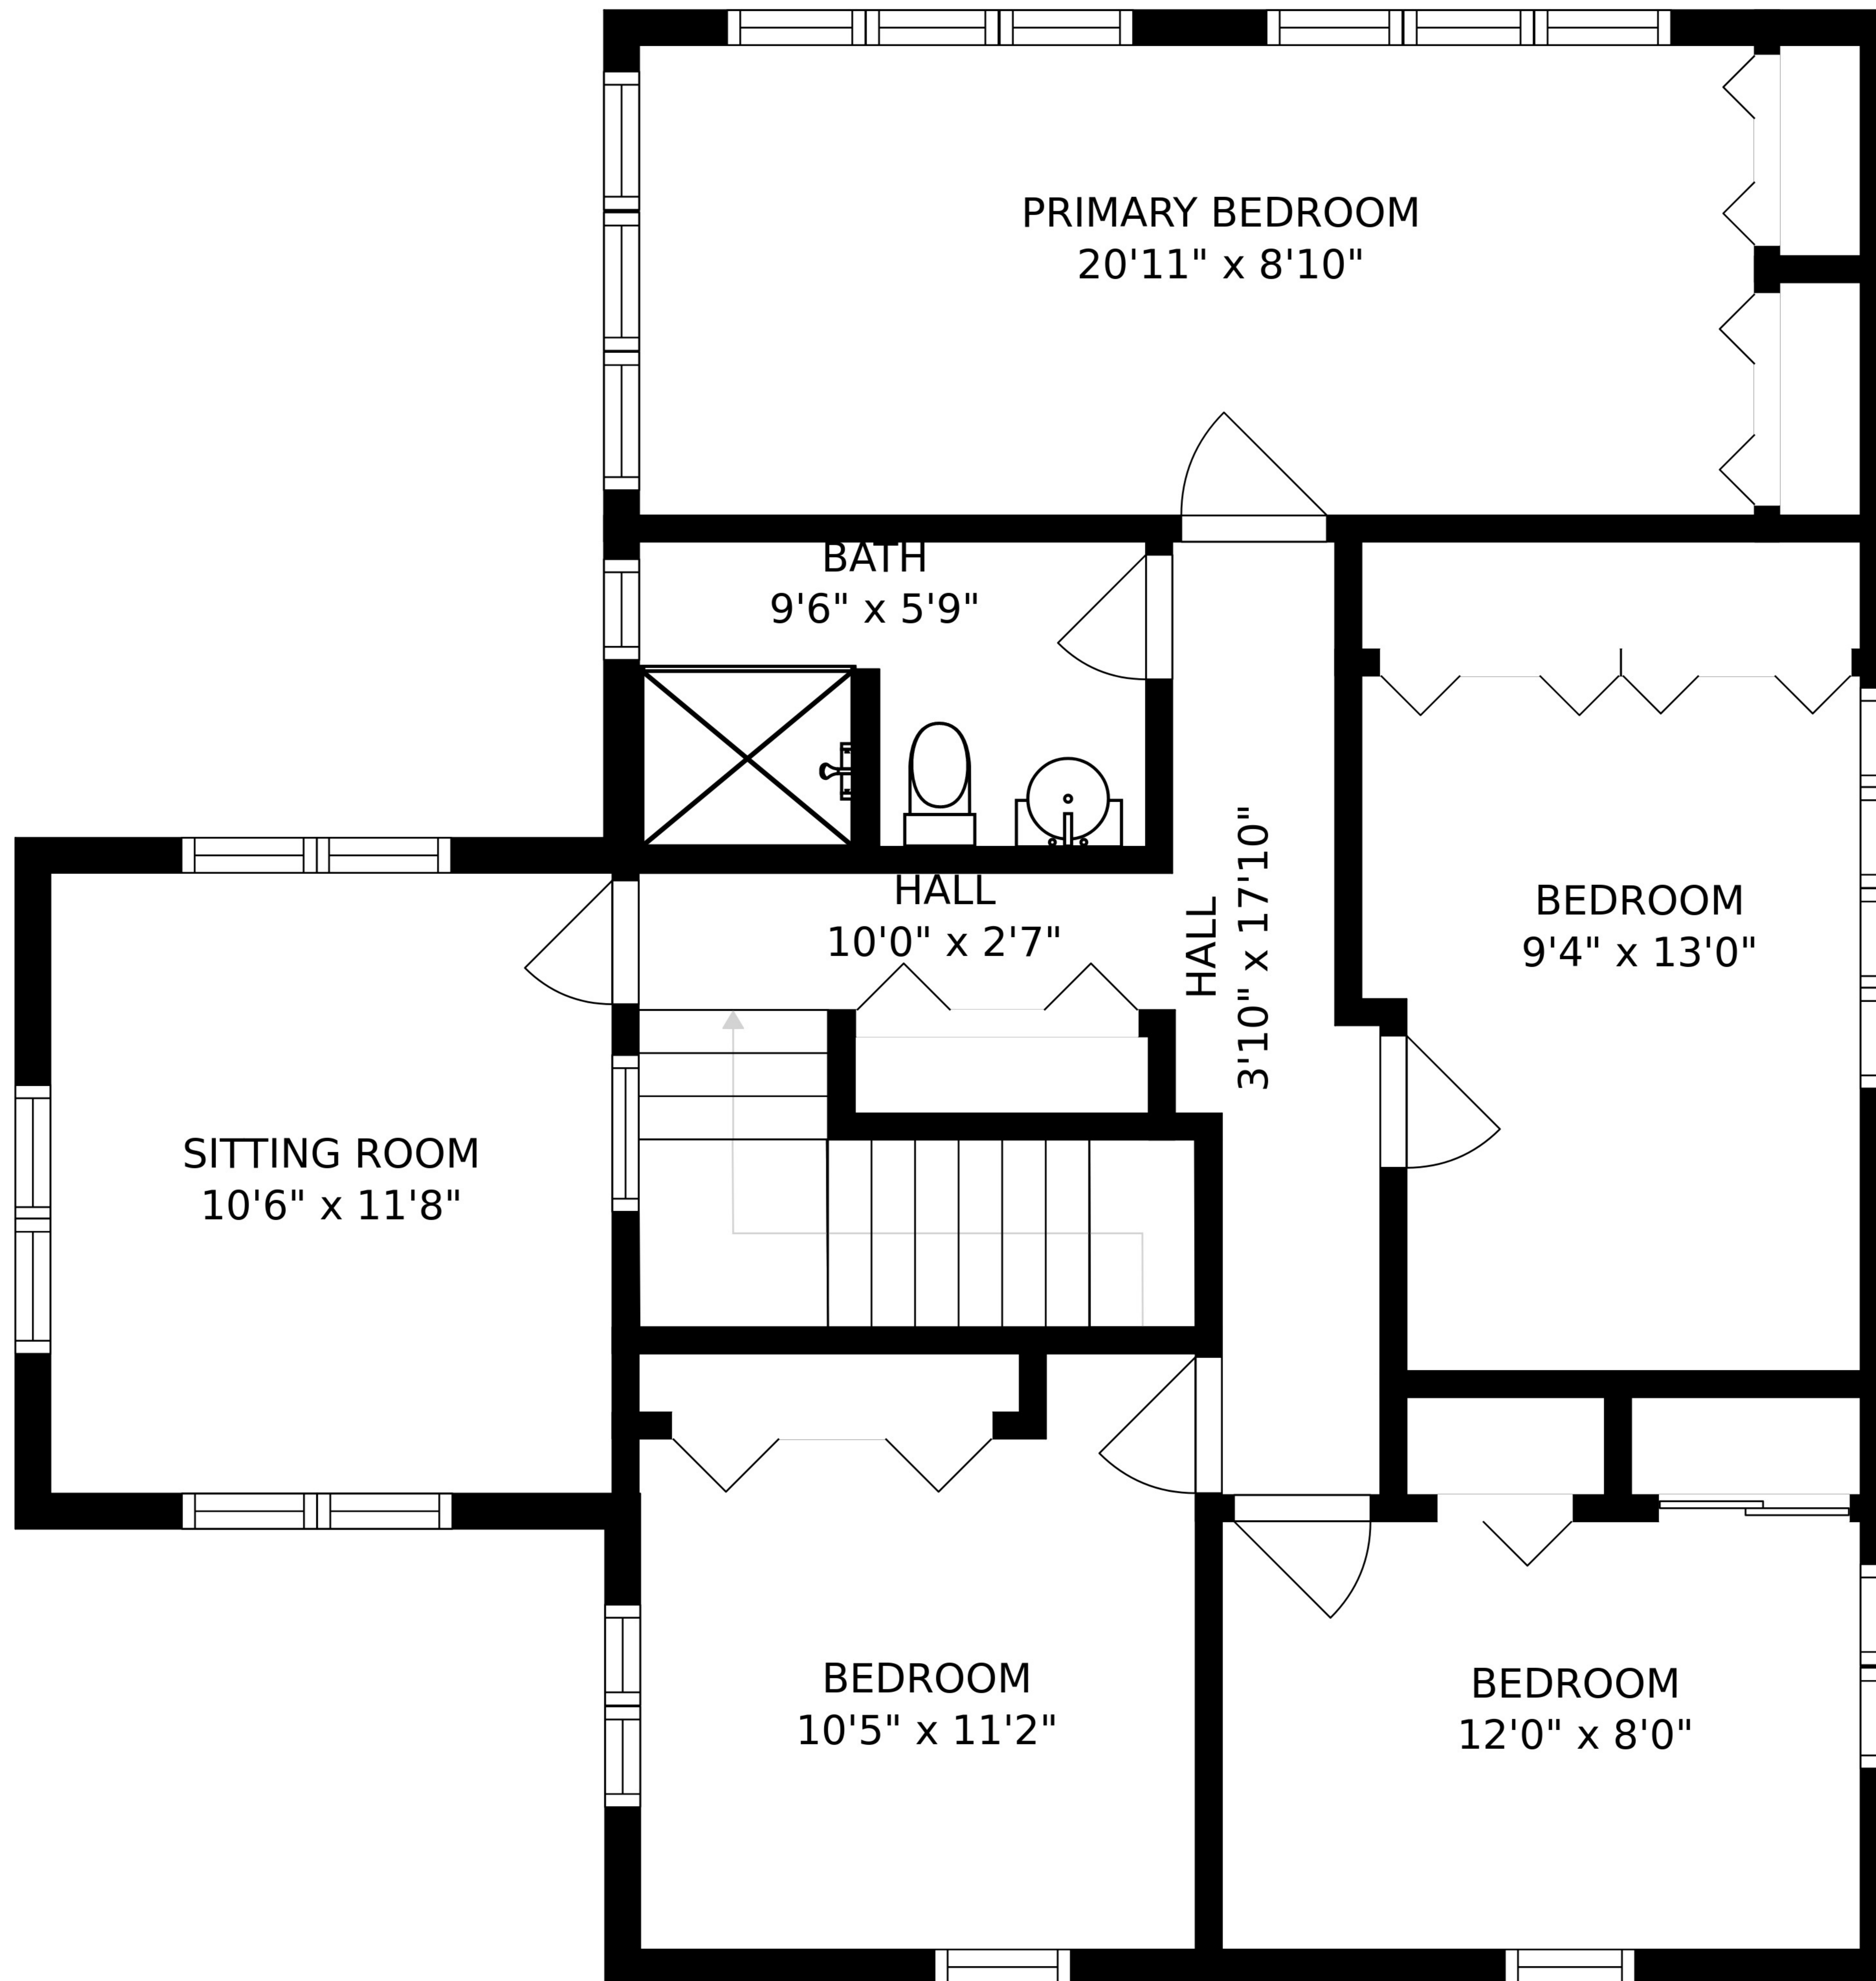 PRIMARY BEDROOM
20'11" x 8'10"
BATH
9'6" x 5'9"
HALL
10'0" x 2'7"
HALL
3'10" x 17'10"
BEDROOM
9'4" x 13'0"
SITTING ROOM
10'6" x 11'8"
BEDROOM
10'5" x 11'2"
BEDROOM
12'0" x 8'0"